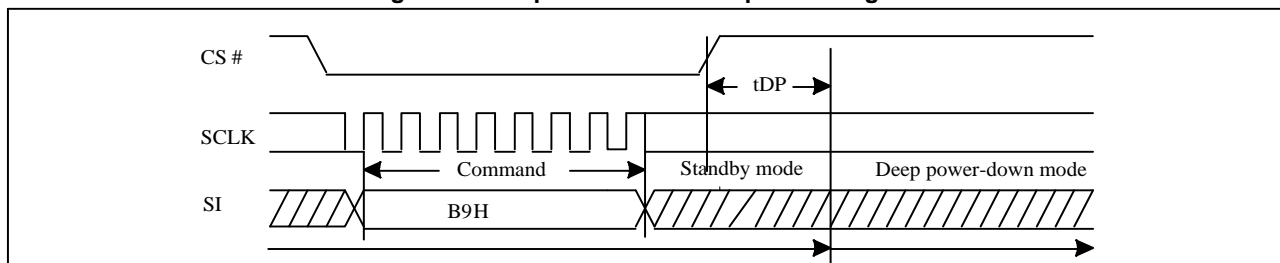 CS #
tDP
SCLK
Command
Standby mode
Deep power-down mode
SI
B9H